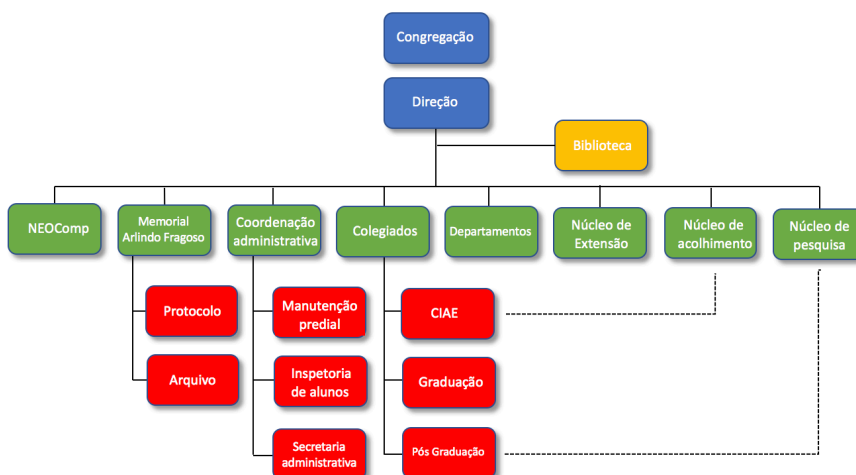 Congregação
Direção
Biblioteca
NEOComp
Memorial
Arlindo Fragoso
Coordenação
administrativa
Colegiados
Departamentos
Núcleo de
Extensão
Núcleo de
acolhimento
Núcleo de
pesquisa
Protocolo
Manutenção
predial
CIAE
Arquivo
Inspetoria
de alunos
Graduação
Secretaria
administrativa
Pós Graduação